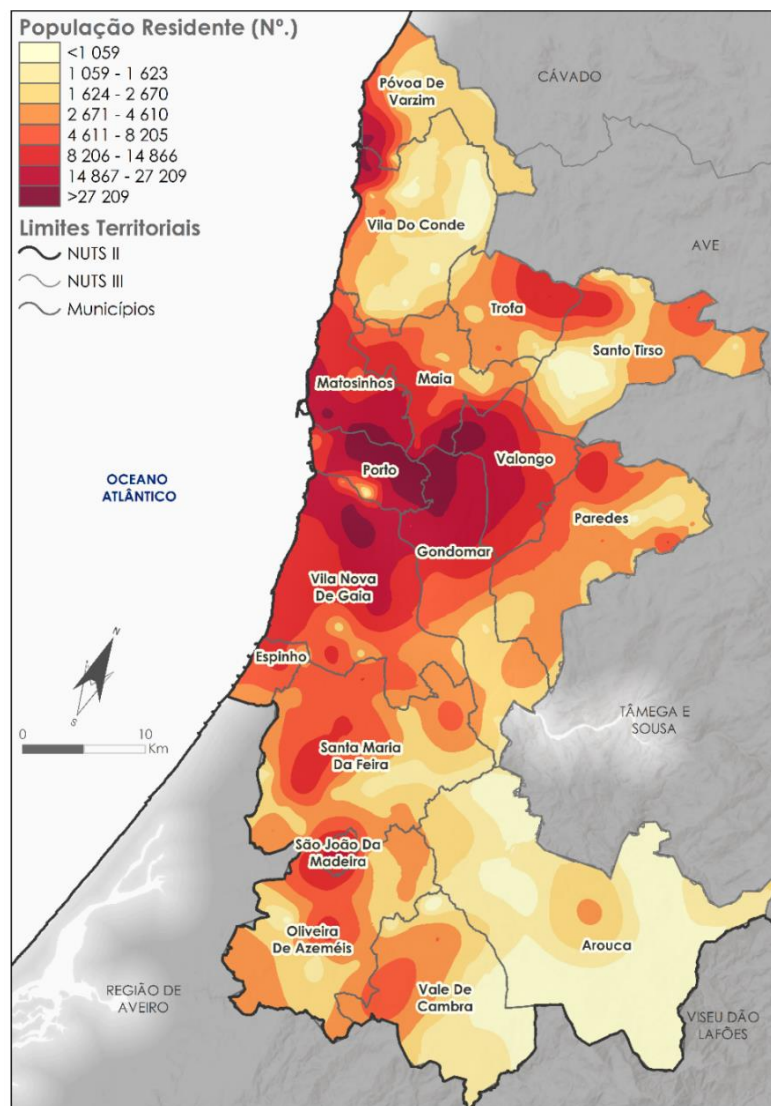 População Residente (Nº.)
<1 059
1 059 - 1 623
1 624 - 2 670
2 671 - 4 610
4 611 - 8 205
8 206 - 14 866
14 867 - 27 209
>27 209
Limites Territoriais
NUTS II
NUTS III
Municípios
CÁVADO
Póvoa De
Varzim
Vila Do Conde
AVE
Trofa
Santo Tirso
Matosinhos
Maia
Porto
Valongo
OCEANO
ATLÂNTICO
Paredes
Gondomar
Vila Nova
De Gaia
N
S
Espinho
0 10
Km
TÂMEGA E
SOUSA
Santa Maria
Da Feira
São João Da
Madeira
Oliveira
De Azeméis
Arouca
REGIÃO DE
AVEIRO
Vale De
Cambra
VISEU DÃO
LAFÕES